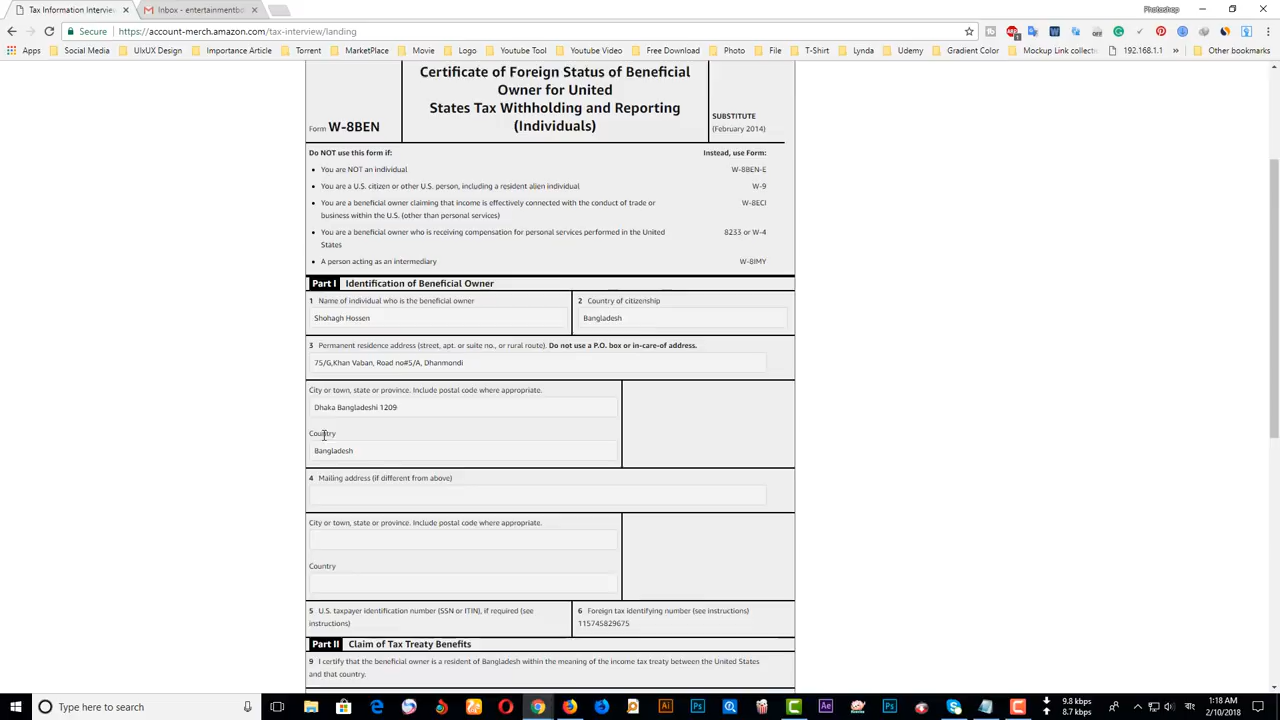 Tax Information Interview
Inbox - entertainmentbo
Photoshop
Secure
https://account-merch.amazon.com/tax-interview/landing
Apps
Social Media
UIxUX Design
Torrent
MarketPlace
Movie
Logo
Youtube Tool
Youtube Video
Free Download
Photo
File
T-Shirt
Lynda
Udemy
Gradient Color
Mockup Link collecti
192.168.1.1
»
Other bookmarks
Form W-8BEN
Certificate of Foreign Status of Beneficial
Owner for United
States Tax Withholding and Reporting
(Individuals)
SUBSTITUTE
(February 2014)
Do NOT use this form if:
Instead, use Form:
• You are NOT an individual
W-8BEN-E
• You are a U.S. citizen or other U.S. person, including a resident alien individual
W-9
• You are a beneficial owner claiming that income is effectively connected with the conduct of trade or
business within the U.S. (other than personal services)
W-8ECI
• You are a beneficial owner who is receiving compensation for personal services performed in the United
States
8233 or W-4
• A person acting as an intermediary
W-8IMY
Part I Identification of Beneficial Owner
1 Name of individual who is the beneficial owner
Shohagh Hossen
2 Country of citizenship
Bangladesh
3 Permanent residence address (street, apt. or suite no., or rural route). Do not use a P.O. box or in-care-of address.
75/G,Khan Vaban, Road no#5/A, Dhanmondi
City or town, state or province. Include postal code where appropriate.
Dhaka Bangladeshi 1209
Country
Bangladesh
4 Mailing address (if different from above)
City or town, state or province. Include postal code where appropriate.
Country
5 U.S. taxpayer identification number (SSN or ITIN), if required (see
instructions)
6 Foreign tax identifying number (see instructions)
115745829675
Part II Claim of Tax Treaty Benefits
9 I certify that the beneficial owner is a resident of Bangladesh within the meaning of the income tax treaty between the United States
and that country.
Type here to search
9.8 kbps
8.7 kbps
1:18 AM
2/10/2018